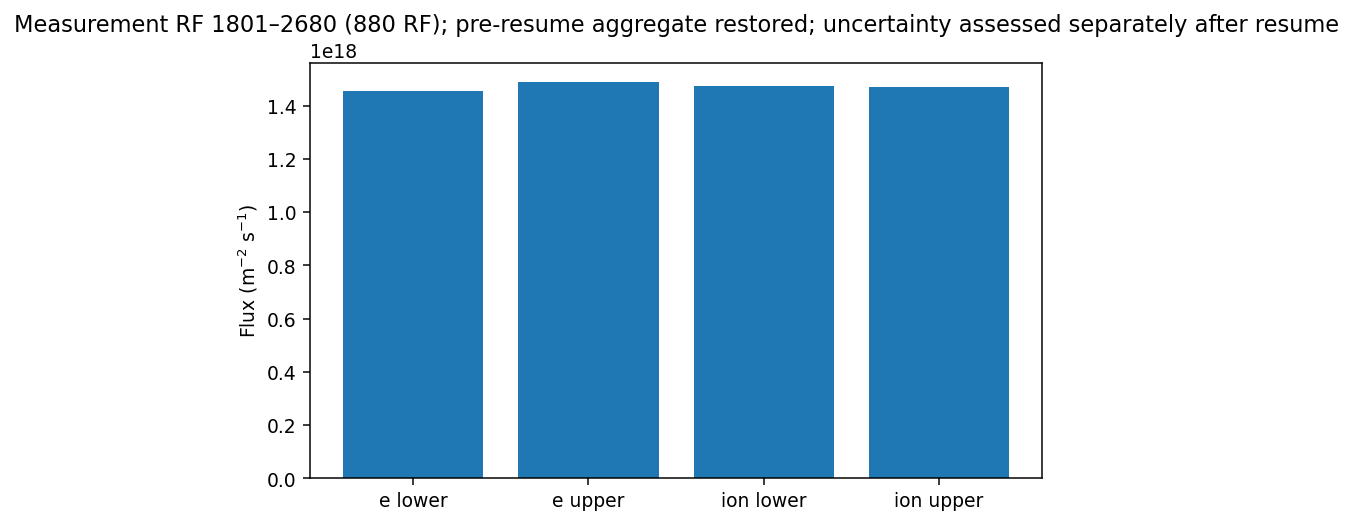 Measurement RF 1801–2680 (880 RF); pre-resume aggregate restored; uncertainty assessed separately after resume
1e18
1.4
1.2
1.0
0.8
0.6
0.4
0.2
0.0
Flux (m⁻² s⁻¹)
e lower e upper ion lower ion upper